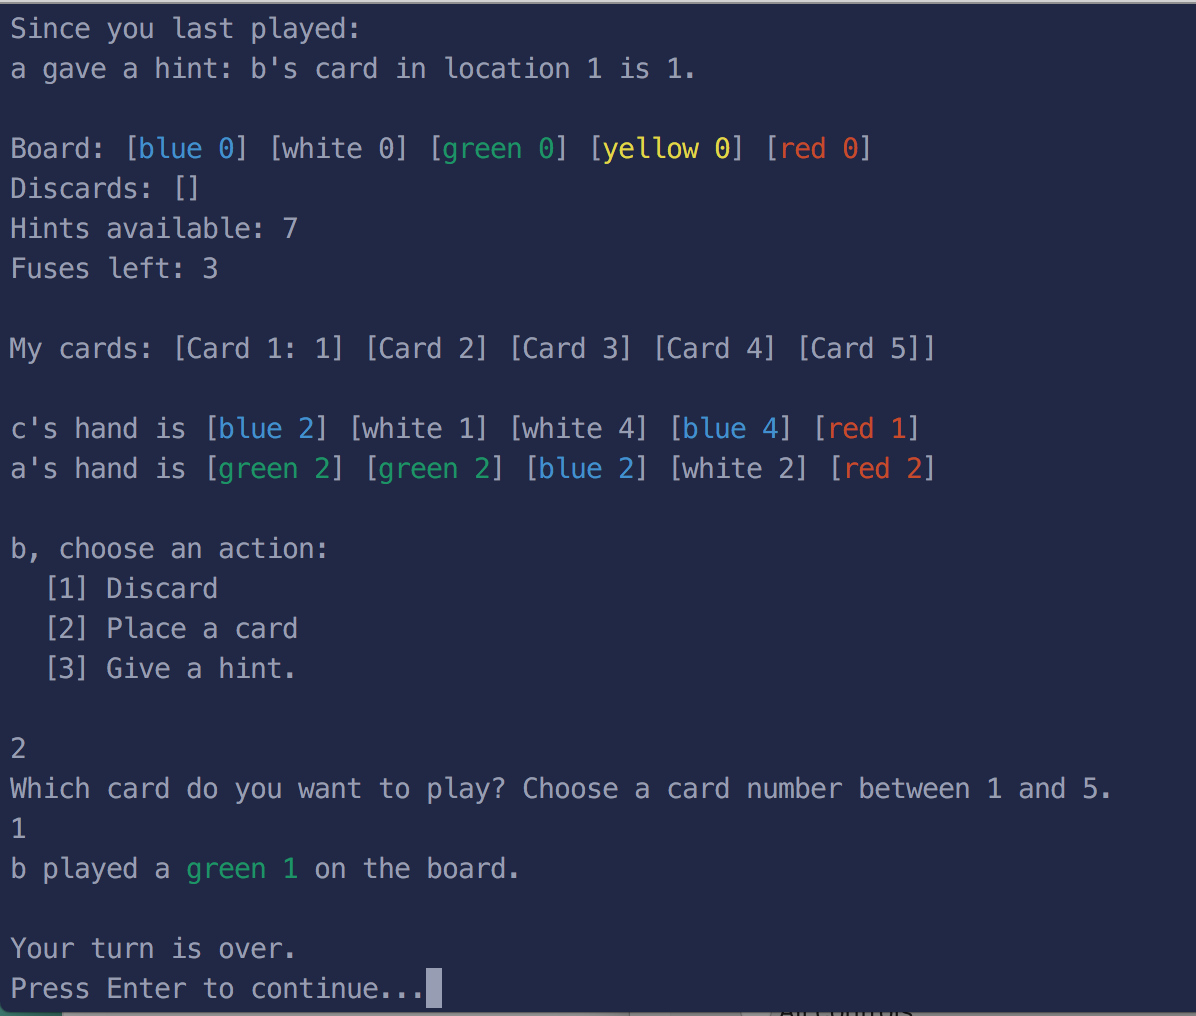 Since you last played:
a gave a hint: b's card in location 1 is 1.
Board: [blue 0] [white 0] [green 0] [yellow 0] [red 0]
Discards: []
Hints available: 7
Fuses left: 3
My cards: [Card 1: 1] [Card 2] [Card 3] [Card 4] [Card 5]]
c's hand is [blue 2] [white 1] [white 4] [blue 4] [red 1]
a's hand is [green 2] [green 2] [blue 2] [white 2] [red 2]
b, choose an action:
[1] Discard
[2] Place a card
[3] Give a hint.
2
Which card do you want to play? Choose a card number between 1 and 5.
1
b played a green 1 on the board.
Your turn is over.
Press Enter to continue...